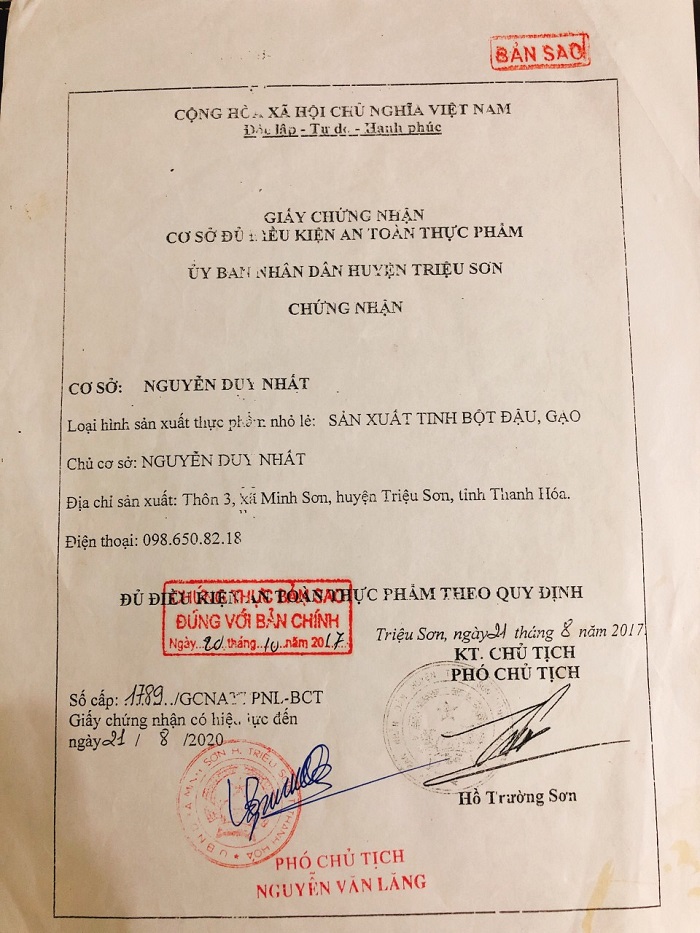 BẢN SAO
CỘNG HÒA XÃ HỘI CHỦ NGHĨA VIỆT NAM
Độc lập - Tự do - Hạnh phúc
GIẤY CHỨNG NHẬN
CƠ SỞ ĐỦ ĐIỀU KIỆN AN TOÀN THỰC PHẨM
ỦY BAN NHÂN DÂN HUYỆN TRIỆU SƠN
CHỨNG NHẬN
CƠ SỞ: NGUYỄN DUY NHẤT
Loại hình sản xuất thực phẩm nhỏ lẻ: SẢN XUẤT TINH BỘT ĐẬU, GẠO
Chủ cơ sở: NGUYỄN DUY NHẤT
Địa chỉ sản xuất: Thôn 3, xã Minh Sơn, huyện Triệu Sơn, tỉnh Thanh Hóa.
Điện thoại: 098.650.82.18
ĐỦ ĐIỀU KIỆN AN TOÀN THỰC PHẨM THEO QUY ĐỊNH
CHỨNG THỰC BẢN SAO
ĐÚNG VỚI BẢN CHÍNH
Ngày 20 tháng 10 năm 2017
Triệu Sơn, ngày 21 tháng 8 năm 2017
KT. CHỦ TỊCH
PHÓ CHỦ TỊCH
Số cấp: 1789../GCNATTPNL-BCT
Giấy chứng nhận có hiệu lực đến
ngày 21 / 8 /2020
Hồ Trường Sơn
PHÓ CHỦ TỊCH
NGUYỄN VĂN LĂNG